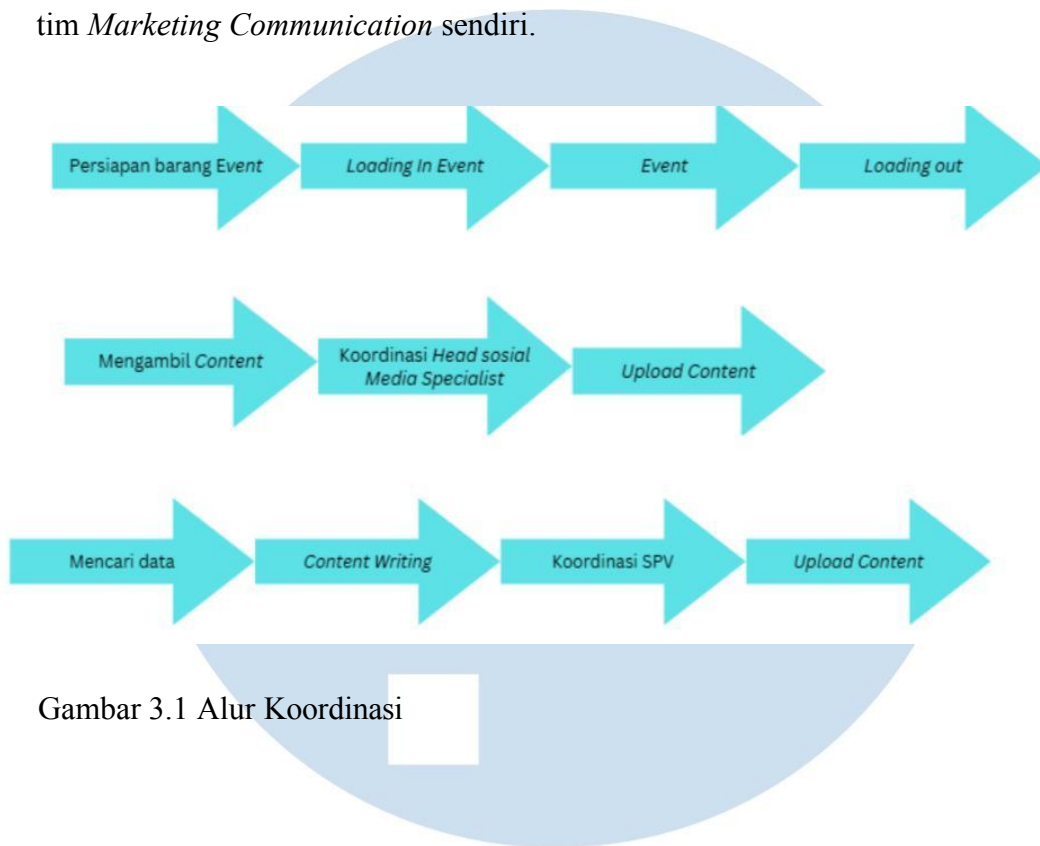 tim Marketing Communication sendiri.
Persiapan barang Event
Loading In Event
Event
Loading out
Mengambil Content
Koordinasi Head sosial
Media Specialist
Upload Content
Mencari data
Content Writing
Koordinasi SPV
Upload Content
Gambar 3.1 Alur Koordinasi